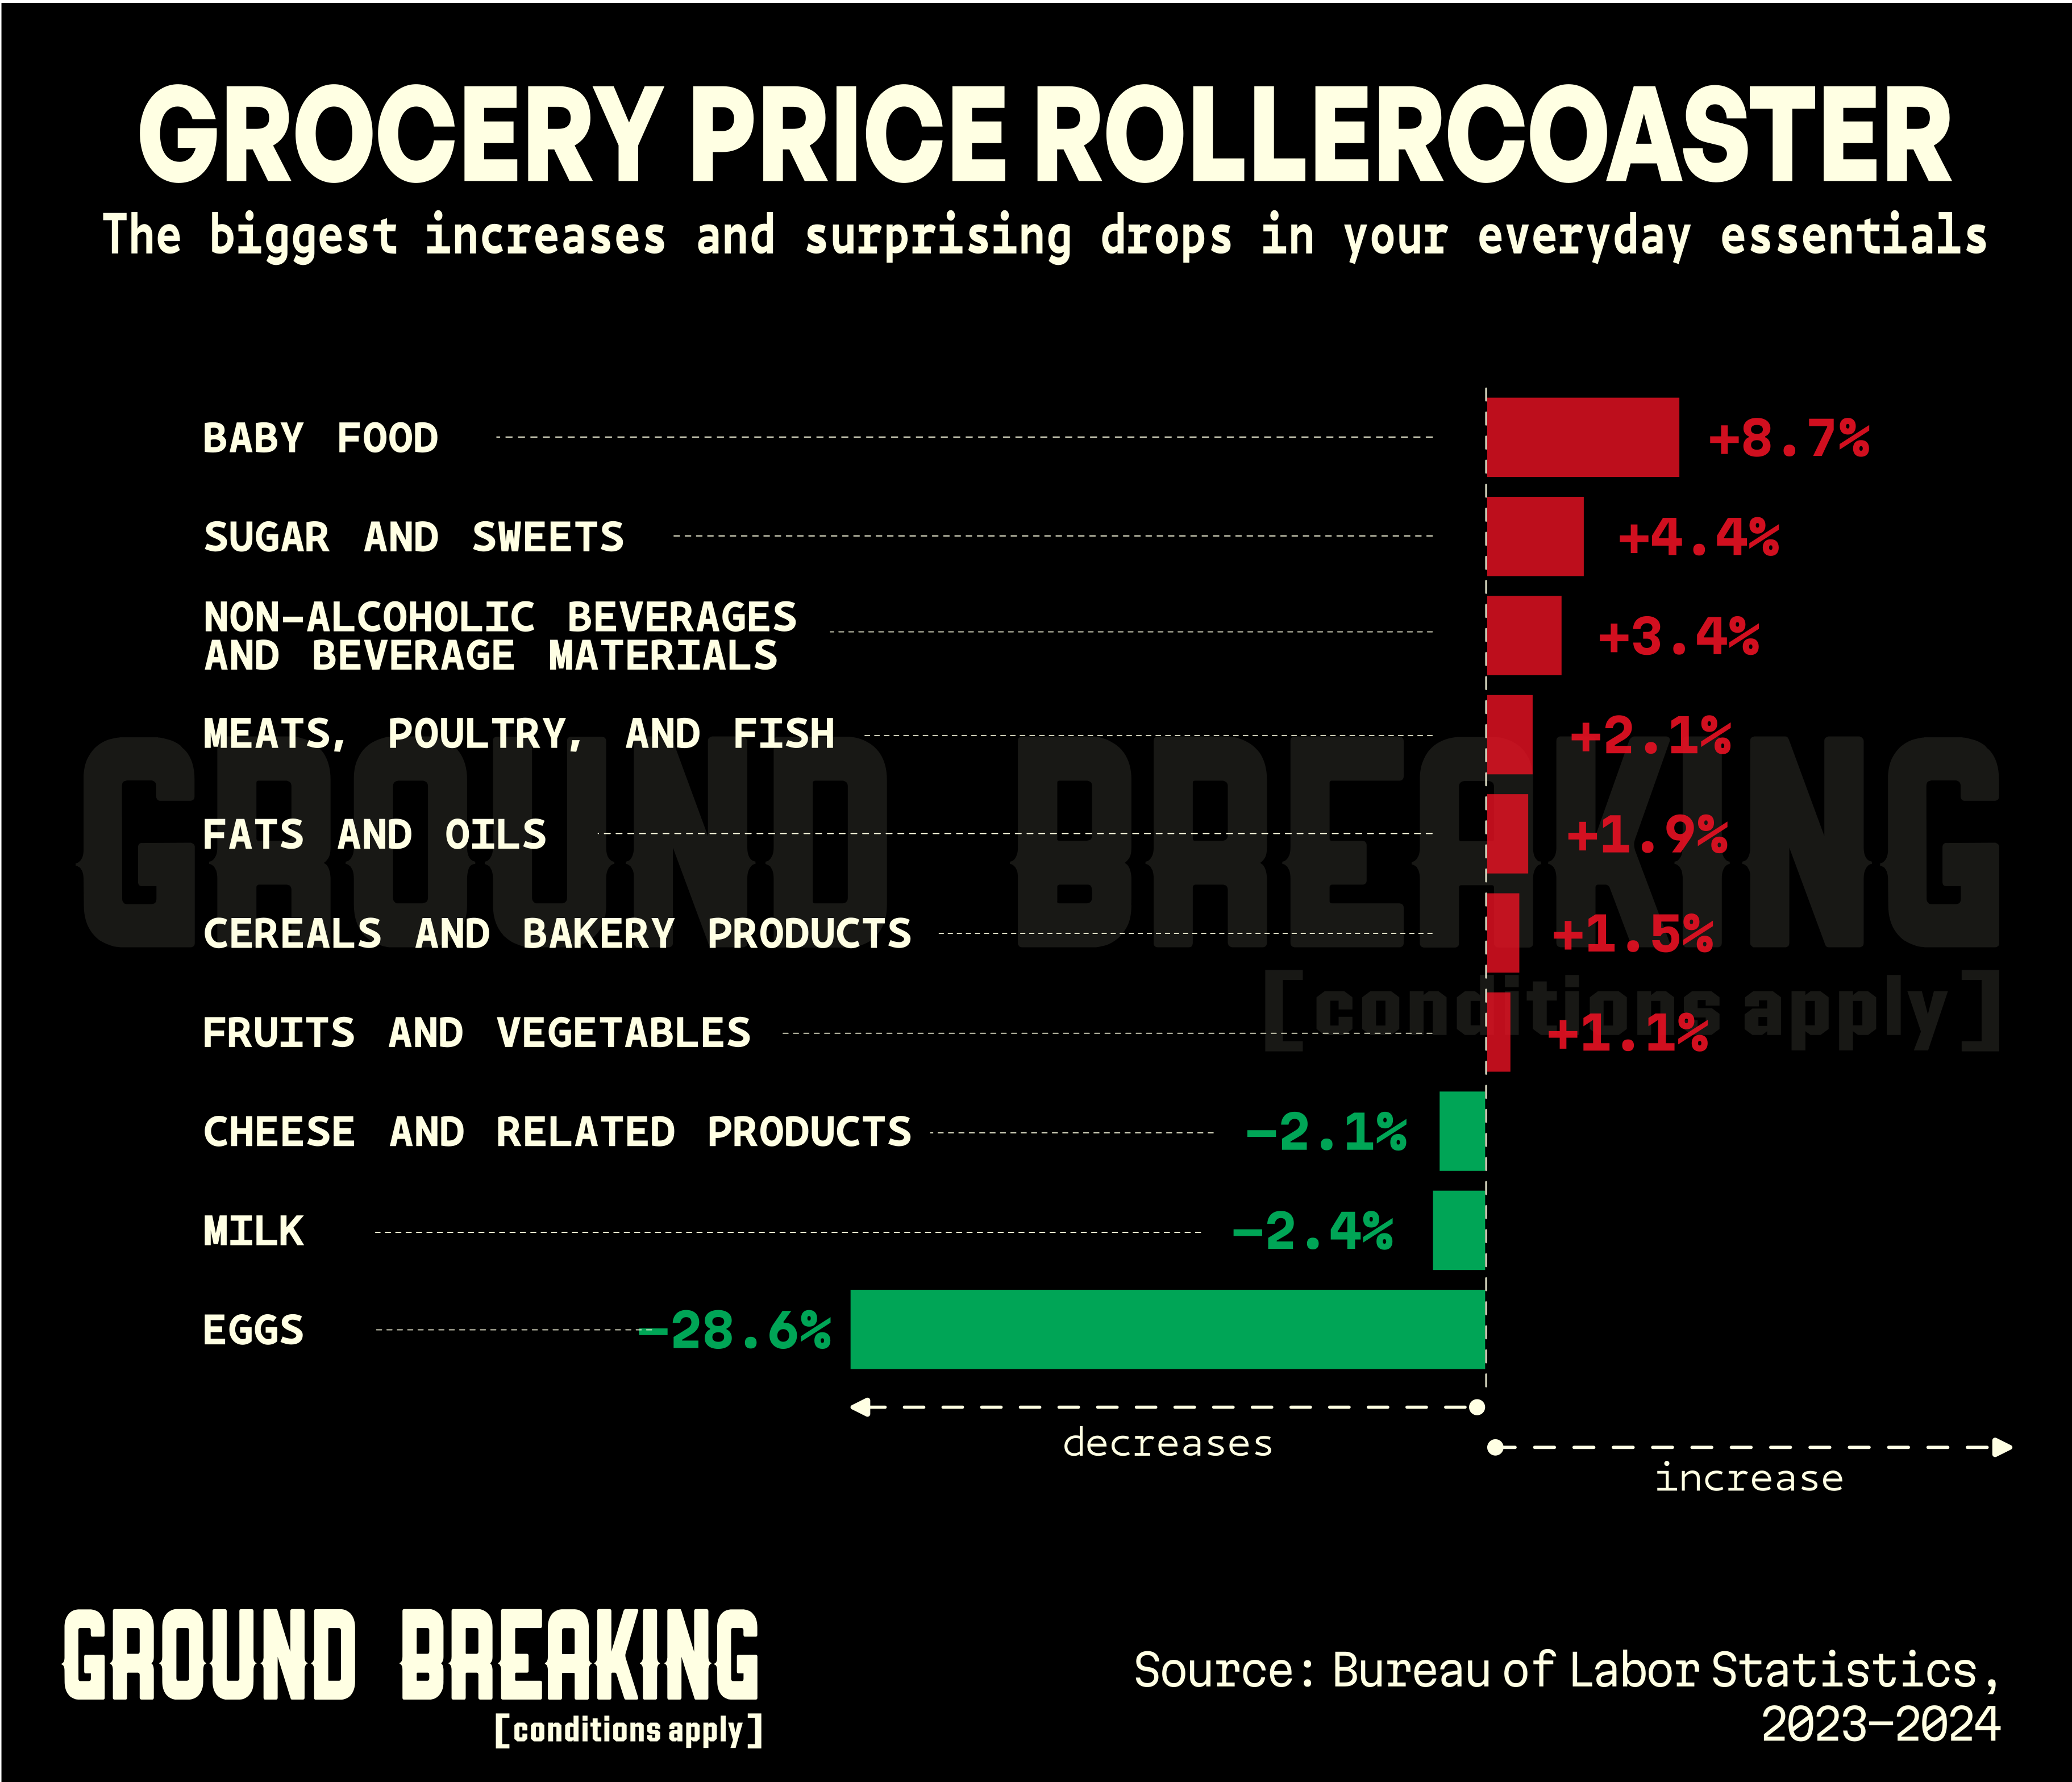 GROCERY PRICE ROLLERCOASTER
The biggest increases and surprising drops in your everyday essentials
BABY FOOD +8.7%
SUGAR AND SWEETS +4.4%
NON-ALCOHOLIC BEVERAGES
AND BEVERAGE MATERIALS +3.4%
MEATS, POULTRY, AND FISH +2.1%
GROUND BREAKING
FATS AND OILS +1.9%
CEREALS AND BAKERY PRODUCTS +1.5%
[conditions apply]
FRUITS AND VEGETABLES +1.1%
CHEESE AND RELATED PRODUCTS -2.1%
MILK -2.4%
EGGS -28.6%
decreases
increase
GROUND BREAKING
[conditions apply]
Source: Bureau of Labor Statistics,
2023-2024